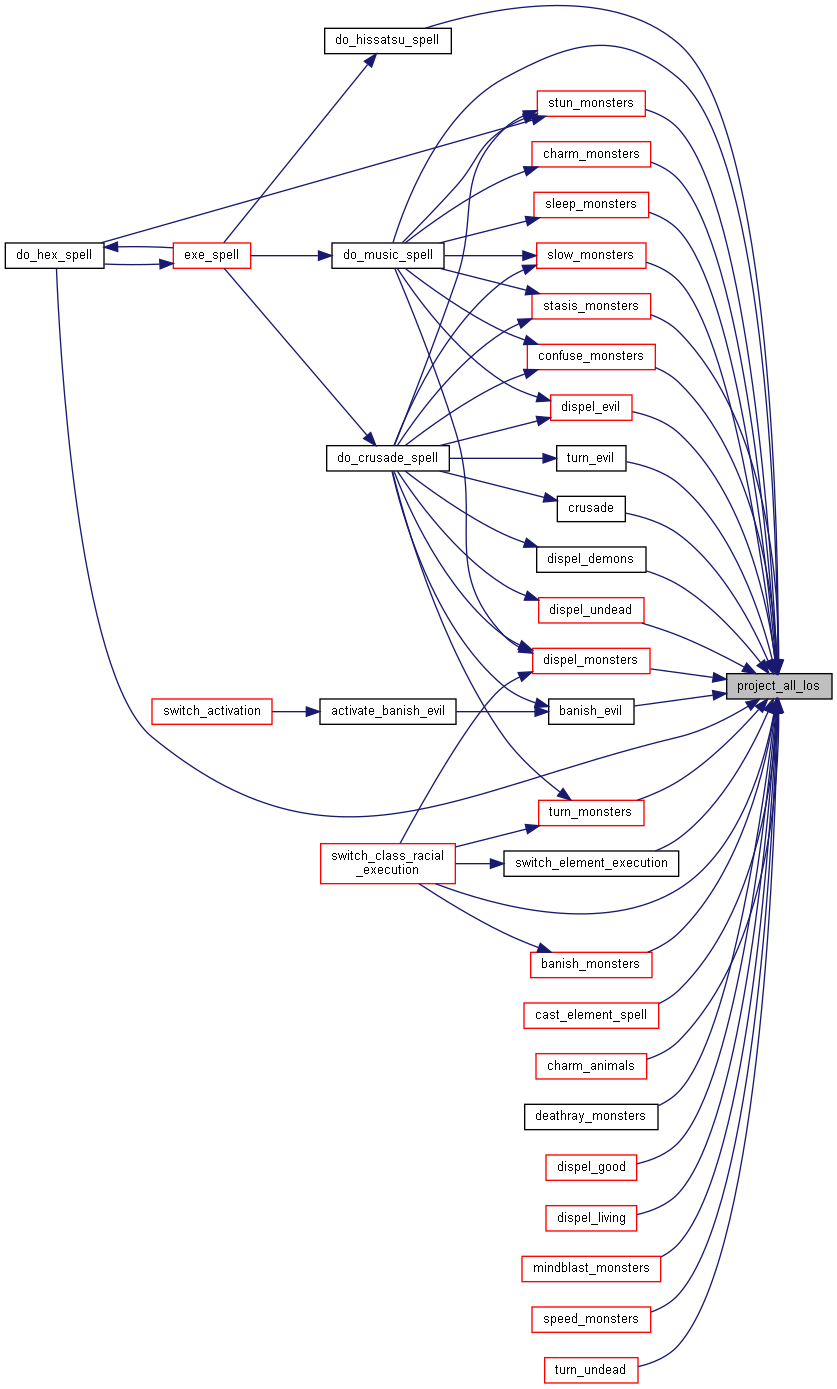 do_hissatsu_spell
stun_monsters
charm_monsters
sleep_monsters
do_hex_spell
exe_spell
do_music_spell
slow_monsters
stasis_monsters
confuse_monsters
dispel_evil
do_crusade_spell
turn_evil
crusade
dispel_demons
dispel_undead
dispel_monsters
project_all_los
switch_activation
activate_banish_evil
banish_evil
turn_monsters
switch_class_racial
_execution
switch_element_execution
banish_monsters
cast_element_spell
charm_animals
deathray_monsters
dispel_good
dispel_living
mindblast_monsters
speed_monsters
turn_undead